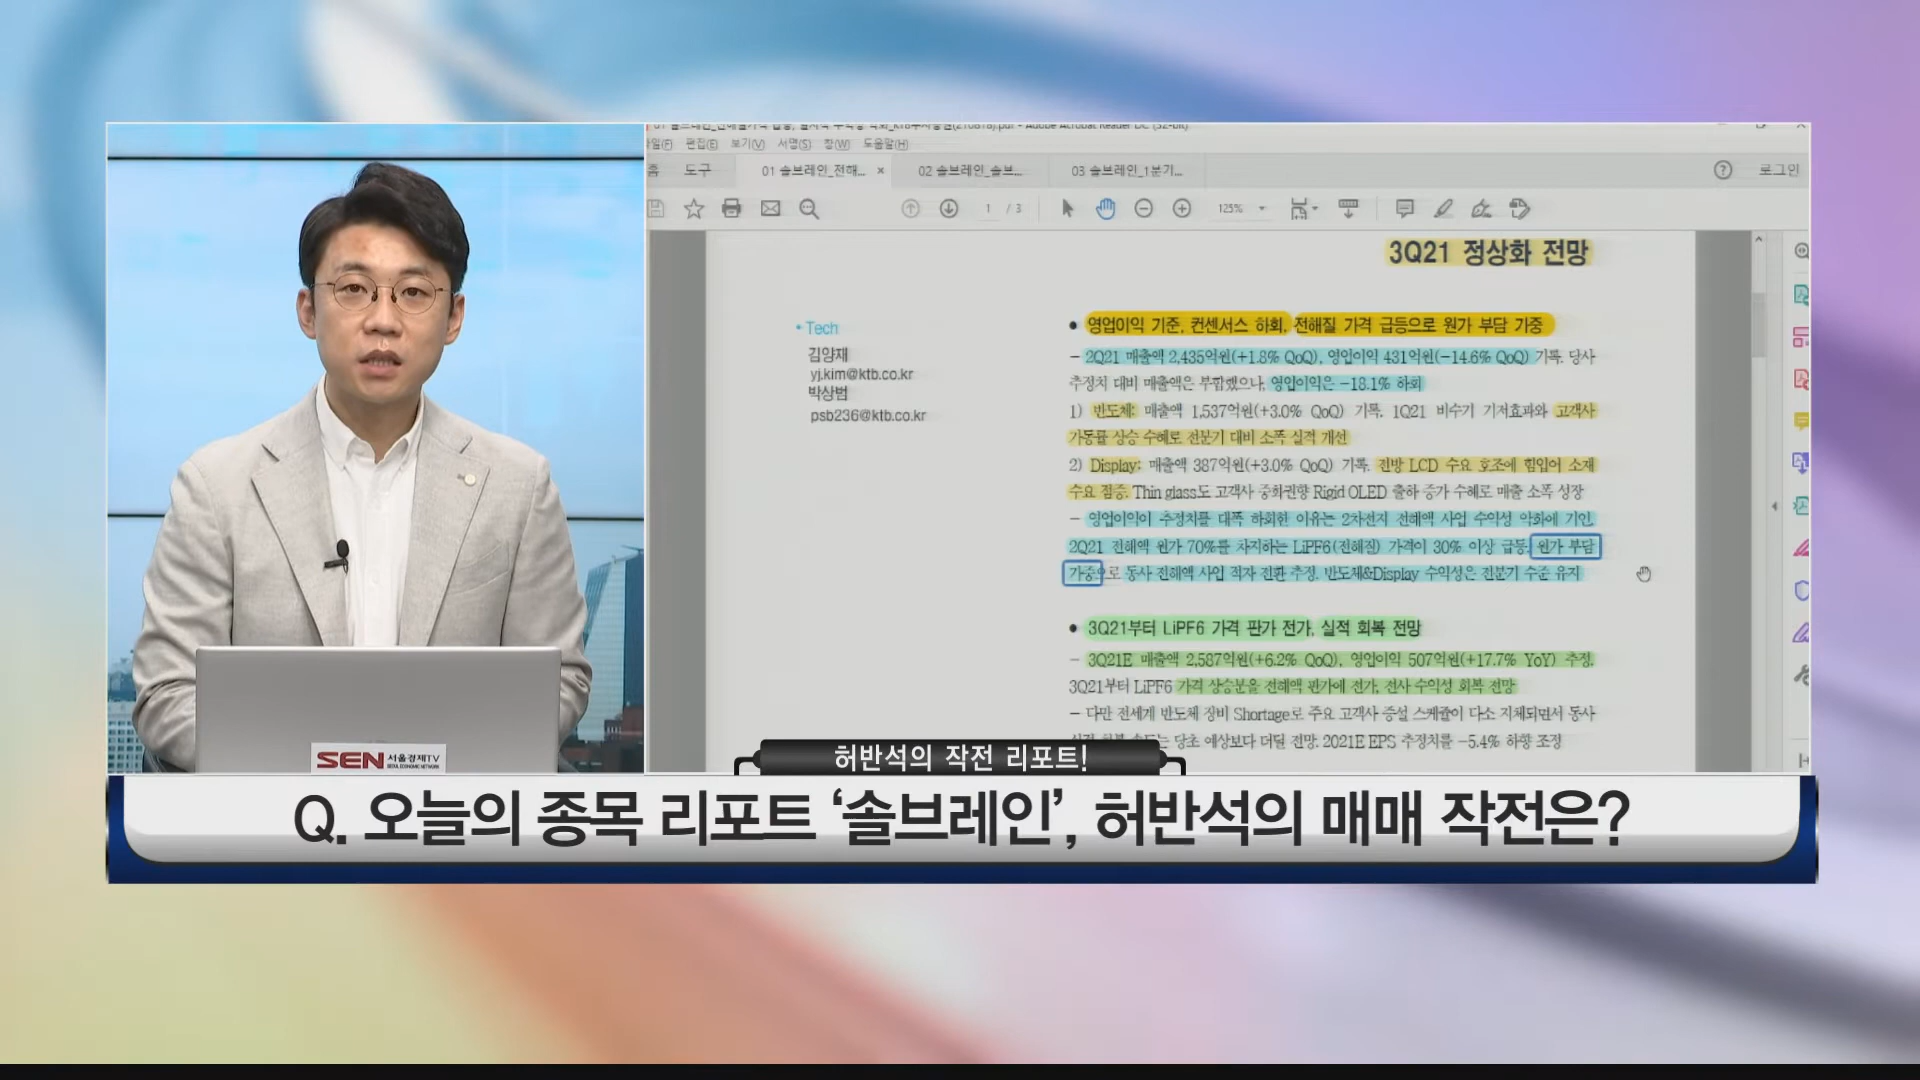 파일(F) 편집(E) 보기(V) 서명(S) 창(W) 도움말(H)
홈 도구 01 솔브레인_전해... × 02 솔브레인_솔브... 03 솔브레인_1분기... 로그인
1 / 3 125%
3Q21 정상화 전망
• Tech
김양재
yj.kim@ktb.co.kr
박상범
psb236@ktb.co.kr
• 영업이익 기준, 컨센서스 하회, 전해질 가격 급등으로 원가 부담 가중
- 2Q21 매출액 2,435억원(+1.8% QoQ), 영업이익 431억원(-14.6% QoQ) 기록. 당사
추정치 대비 매출액은 부합했으나, 영업이익은 -18.1% 하회
1) 반도체: 매출액 1,537억원(+3.0% QoQ) 기록. 1Q21 비수기 기저효과와 고객사
가동률 상승 수혜로 전분기 대비 소폭 실적 개선
2) Display: 매출액 387억원(+3.0% QoQ) 기록. 전방 LCD 수요 호조에 힘입어 소재
수요 점증. Thin glass도 고객사 중화권향 Rigid OLED 출하 증가 수혜로 매출 소폭 성장
- 영업이익이 추정치를 대폭 하회한 이유는 2차전지 전해액 사업 수익성 악화에 기인.
2Q21 전해액 원가 70%를 차지하는 LiPF6(전해질) 가격이 30% 이상 급등. 원가 부담
가중으로 동사 전해액 사업 적자 전환 추정. 반도체&Display 수익성은 전분기 수준 유지
• 3Q21부터 LiPF6 가격 판가 전가, 실적 회복 전망
- 3Q21E 매출액 2,587억원(+6.2% QoQ), 영업이익 507억원(+17.7% YoY) 추정.
3Q21부터 LiPF6 가격 상승분을 전해액 판가에 전가, 전사 수익성 회복 전망
- 다만 전세계 반도체 장비 Shortage로 주요 고객사 증설 스케쥴이 다소 지체되면서 동사
당초 예상보다 더딜 전망. 2021E EPS 추정치를 -5.4% 하향 조정
SEN 서울경제TV
SEOUL ECONOMIC NETWORK
허반석의 작전 리포트!
Q. 오늘의 종목 리포트 ‘솔브레인’, 허반석의 매매 작전은?